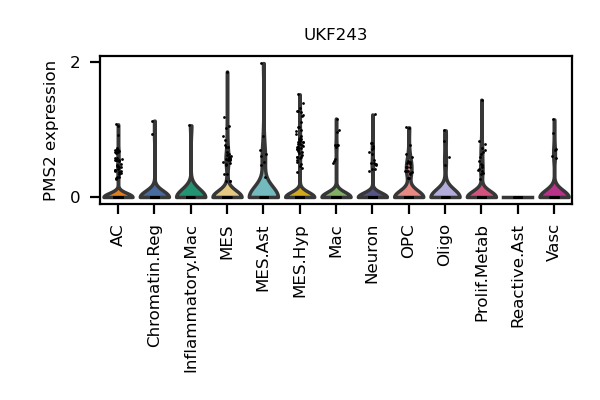 UKF243
PMS2 expression
2
0
AC
Chromatin.Reg
Inflammatory.Mac
MES
MES.Ast
MES.Hyp
Mac
Neuron
OPC
Oligo
Prolif.Metab
Reactive.Ast
Vasc